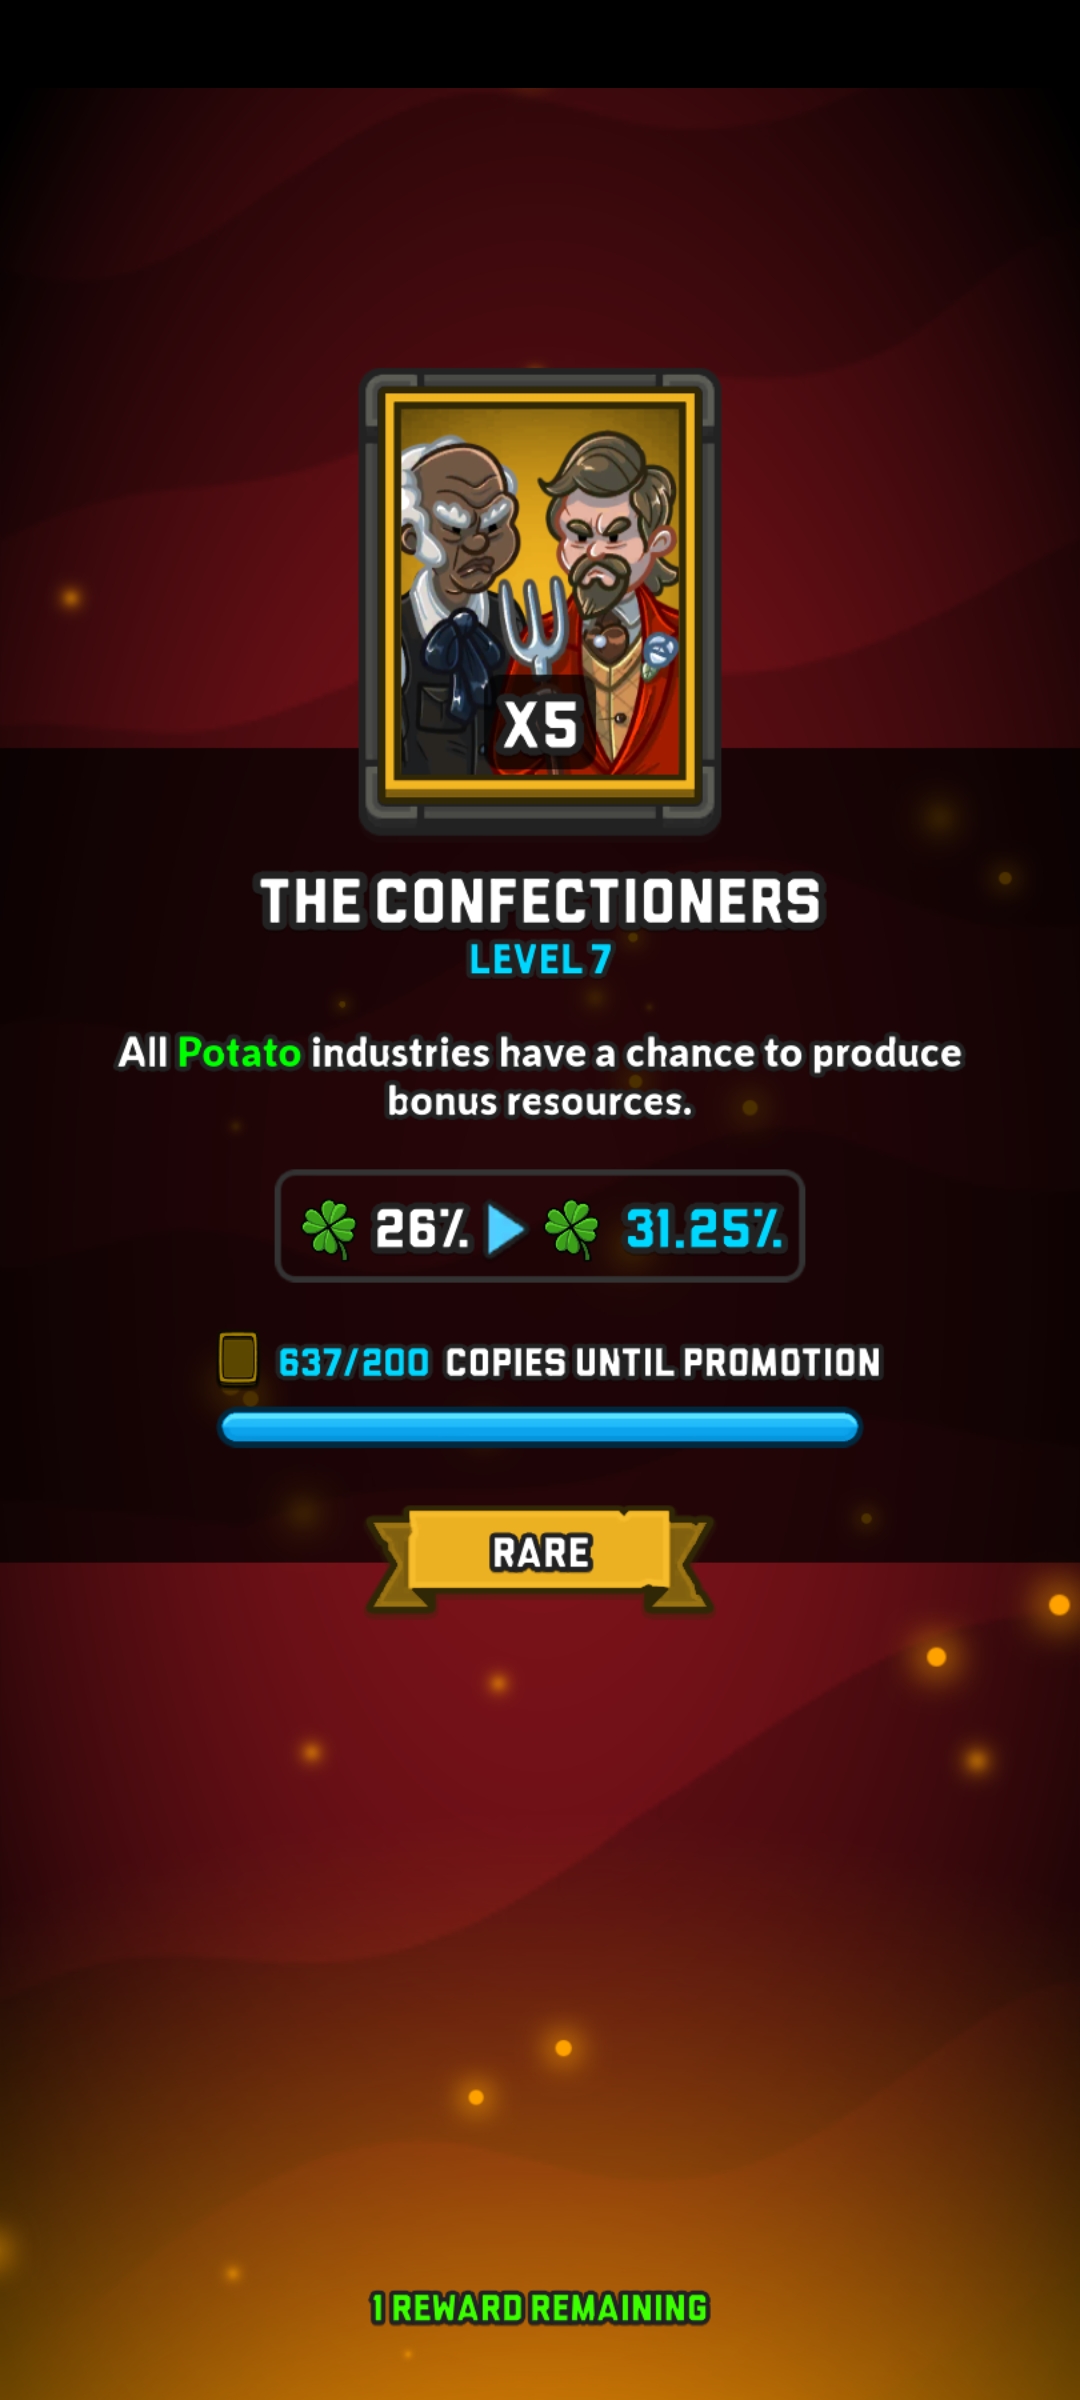 X5
THE CONFECTIONERS
LEVEL 7
All Potato industries have a chance to produce
bonus resources.
26% 31.25%
637/200 COPIES UNTIL PROMOTION
RARE
1 REWARD REMAINING